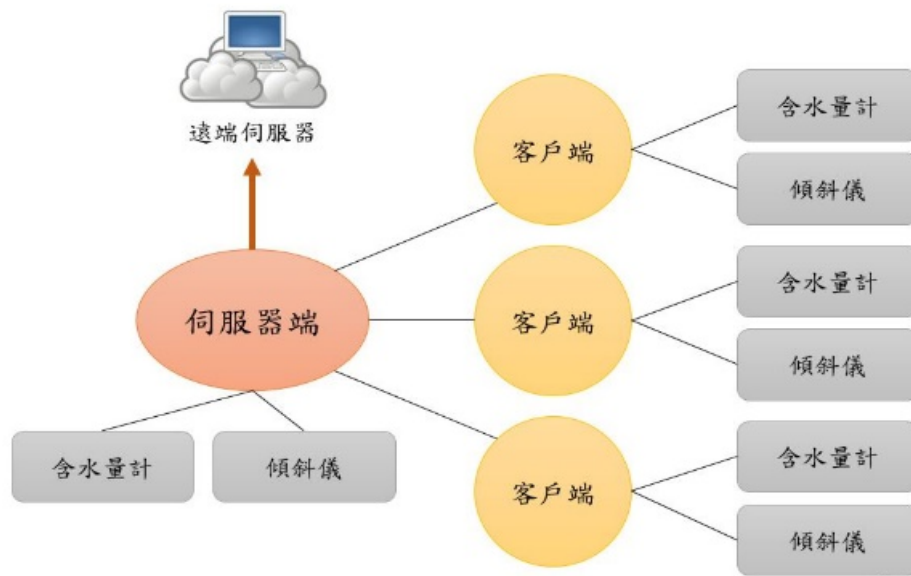 遠端伺服器
客戶端
含水量計
傾斜儀
伺服器端
客戶端
含水量計
傾斜儀
含水量計
傾斜儀
客戶端
含水量計
傾斜儀